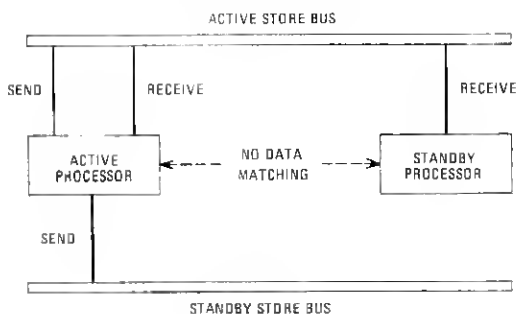 ACTIVE STORE BUS
SEND
RECEIVE
RECEIVE
ACTIVE
PROCESSOR
NO DATA
MATCHING
STANDBY
PROCESSOR
SEND
STANDBY STORE BUS